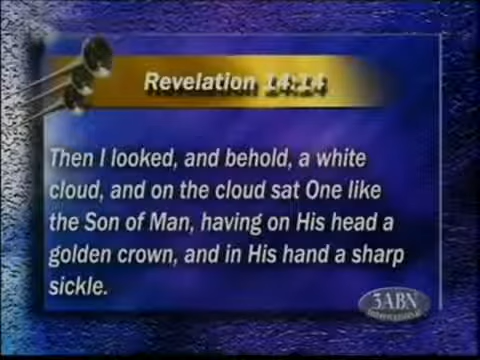 Revelation 14:14
Then I looked, and behold, a white
cloud, and on the cloud sat One like
the Son of Man, having on His head a
golden crown, and in His hand a sharp
sickle.
3ABN
INTERNATIONAL